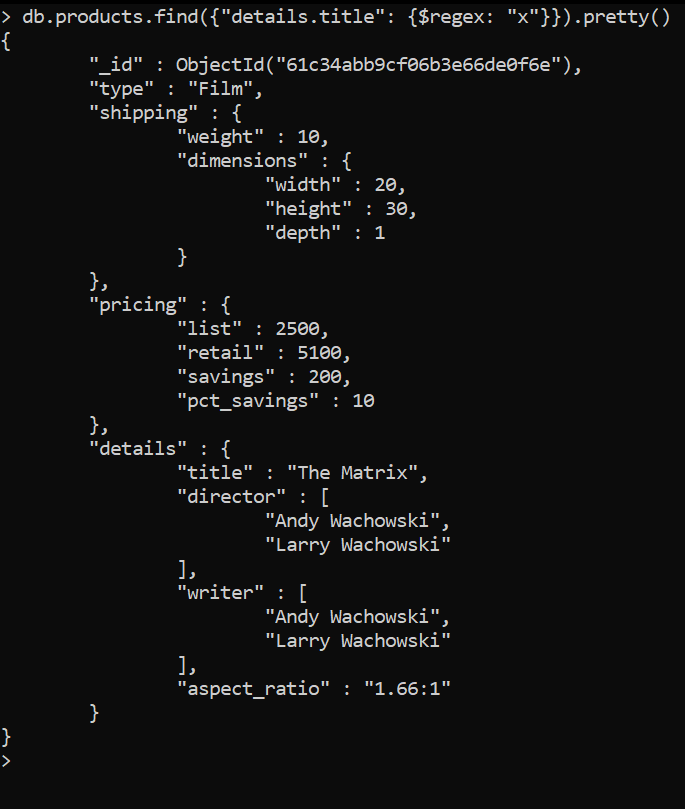 > db.products.find({"details.title": {$regex: "x"}}).pretty()
{
        "_id" : ObjectId("61c34abb9cf06b3e66de0f6e"),
        "type" : "Film",
        "shipping" : {
                "weight" : 10,
                "dimensions" : {
                        "width" : 20,
                        "height" : 30,
                        "depth" : 1
                }
        },
        "pricing" : {
                "list" : 2500,
                "retail" : 5100,
                "savings" : 200,
                "pct_savings" : 10
        },
        "details" : {
                "title" : "The Matrix",
                "director" : [
                        "Andy Wachowski",
                        "Larry Wachowski"
                ],
                "writer" : [
                        "Andy Wachowski",
                        "Larry Wachowski"
                ],
                "aspect_ratio" : "1.66:1"
        }
}
>